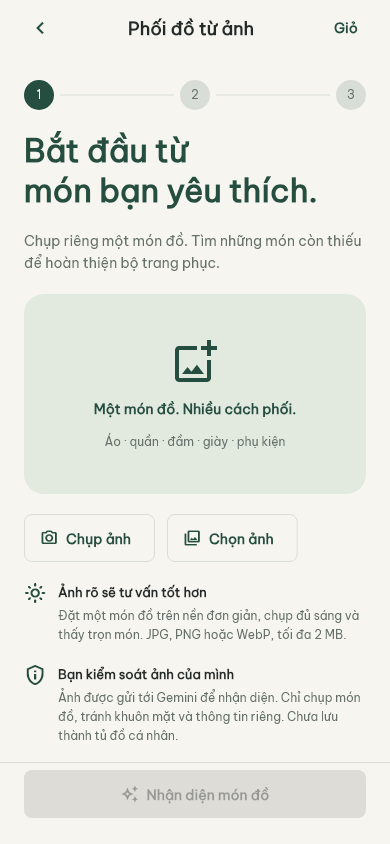 Phối đồ từ ảnh
Giỏ
1
2
3
Bắt đầu từ
món bạn yêu thích.
Chụp riêng một món đồ. Tìm những món còn thiếu
để hoàn thiện bộ trang phục.
Một món đồ. Nhiều cách phối.
Áo · quần · đầm · giày · phụ kiện
Chụp ảnh
Chọn ảnh
Ảnh rõ sẽ tư vấn tốt hơn
Đặt một món đồ trên nền đơn giản, chụp đủ sáng và
thấy trọn món. JPG, PNG hoặc WebP, tối đa 2 MB.
Bạn kiểm soát ảnh của mình
Ảnh được gửi tới Gemini để nhận diện. Chỉ chụp món
đồ, tránh khuôn mặt và thông tin riêng. Chưa lưu
thành tủ đồ cá nhân.
Nhận diện món đồ